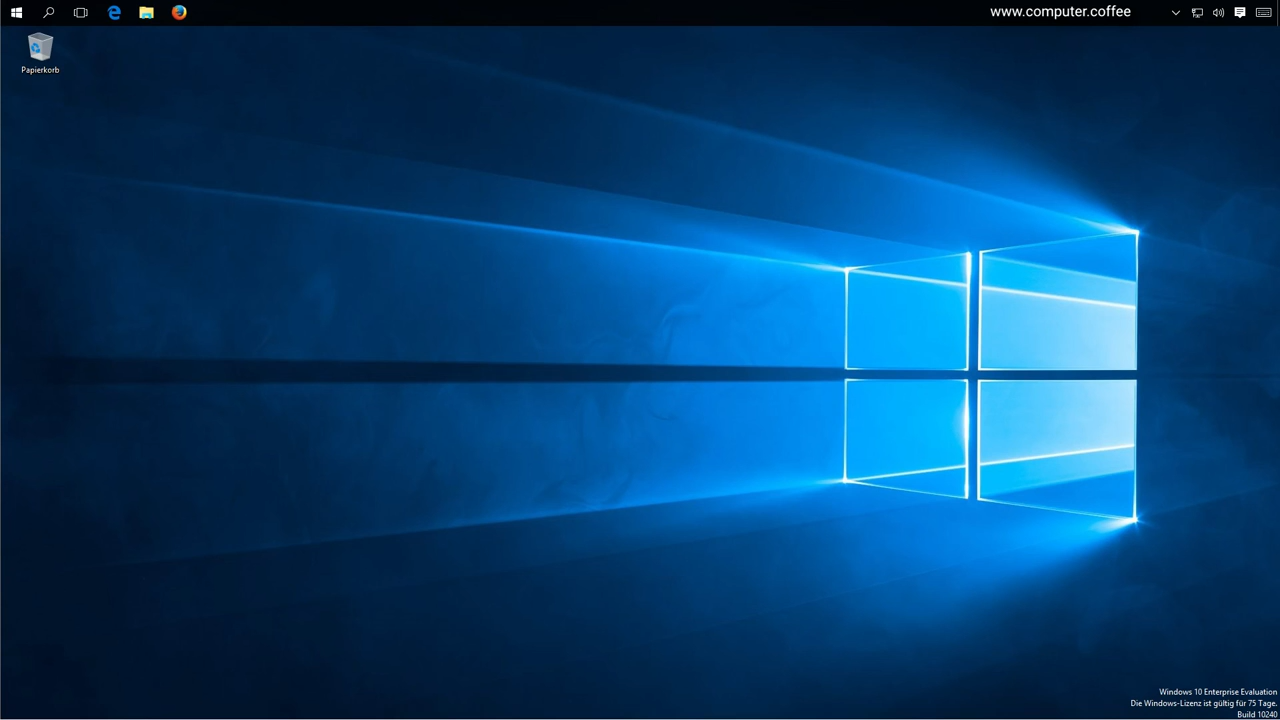 www.computer.coffee
Papierkorb
Windows 10 Enterprise Evaluation
Die Windows-Lizenz ist gültig für 75 Tage.
Build 10240